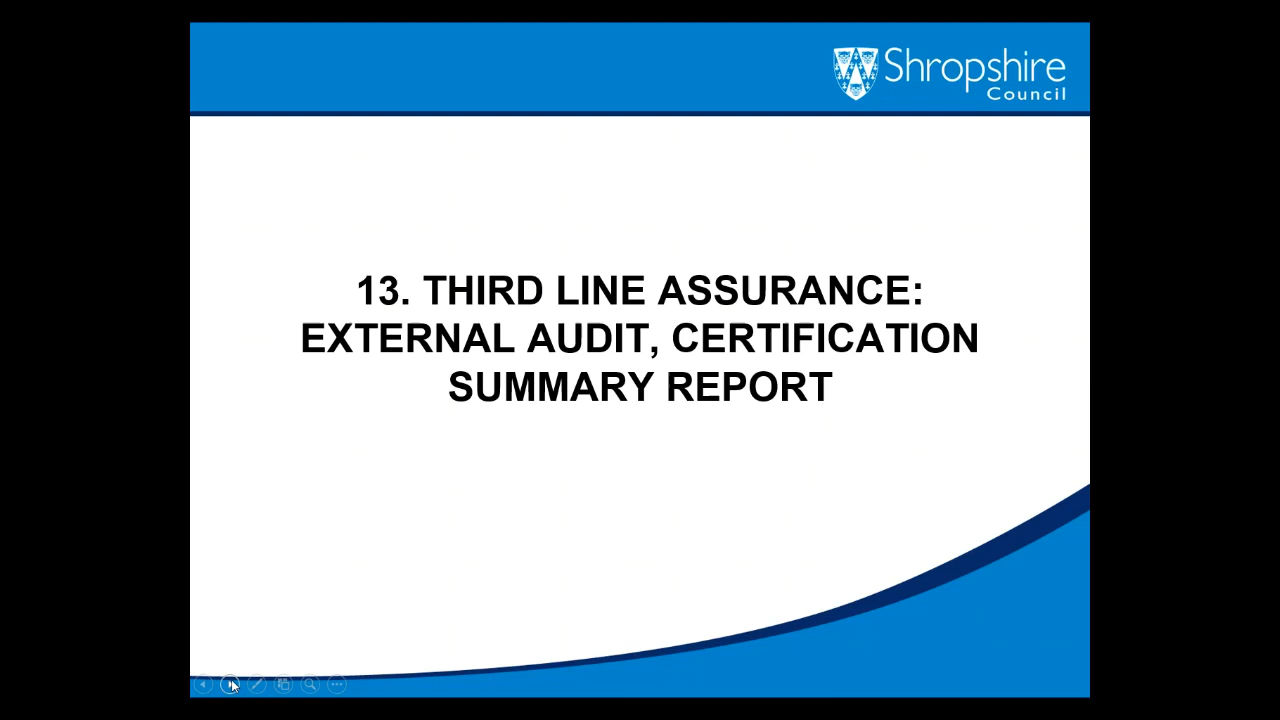 Shropshire
Council
13. THIRD LINE ASSURANCE:
EXTERNAL AUDIT, CERTIFICATION
SUMMARY REPORT